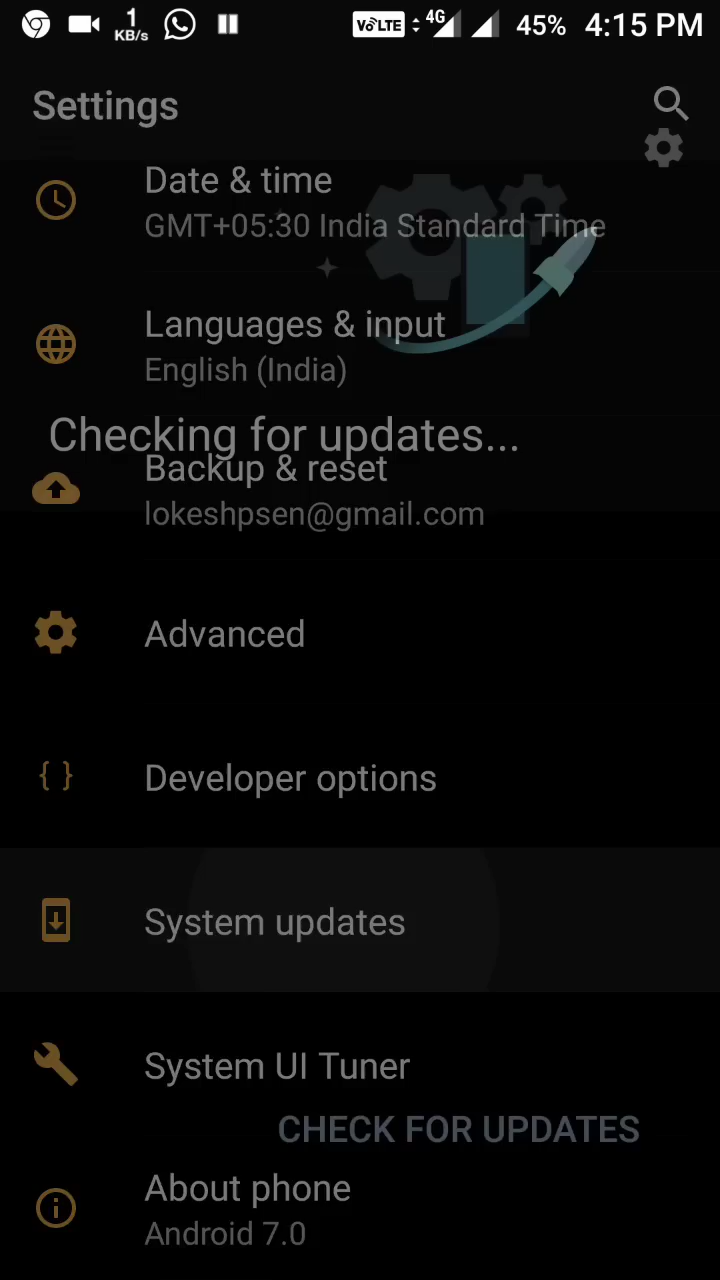 1
KB/s
VoLTE
4G
45%
4:15 PM
Settings
Date & time
GMT+05:30 India Standard Time
Languages & input
English (India)
Checking for updates...
Backup & reset
lokeshpsen@gmail.com
Advanced
Developer options
System updates
System UI Tuner
CHECK FOR UPDATES
About phone
Android 7.0